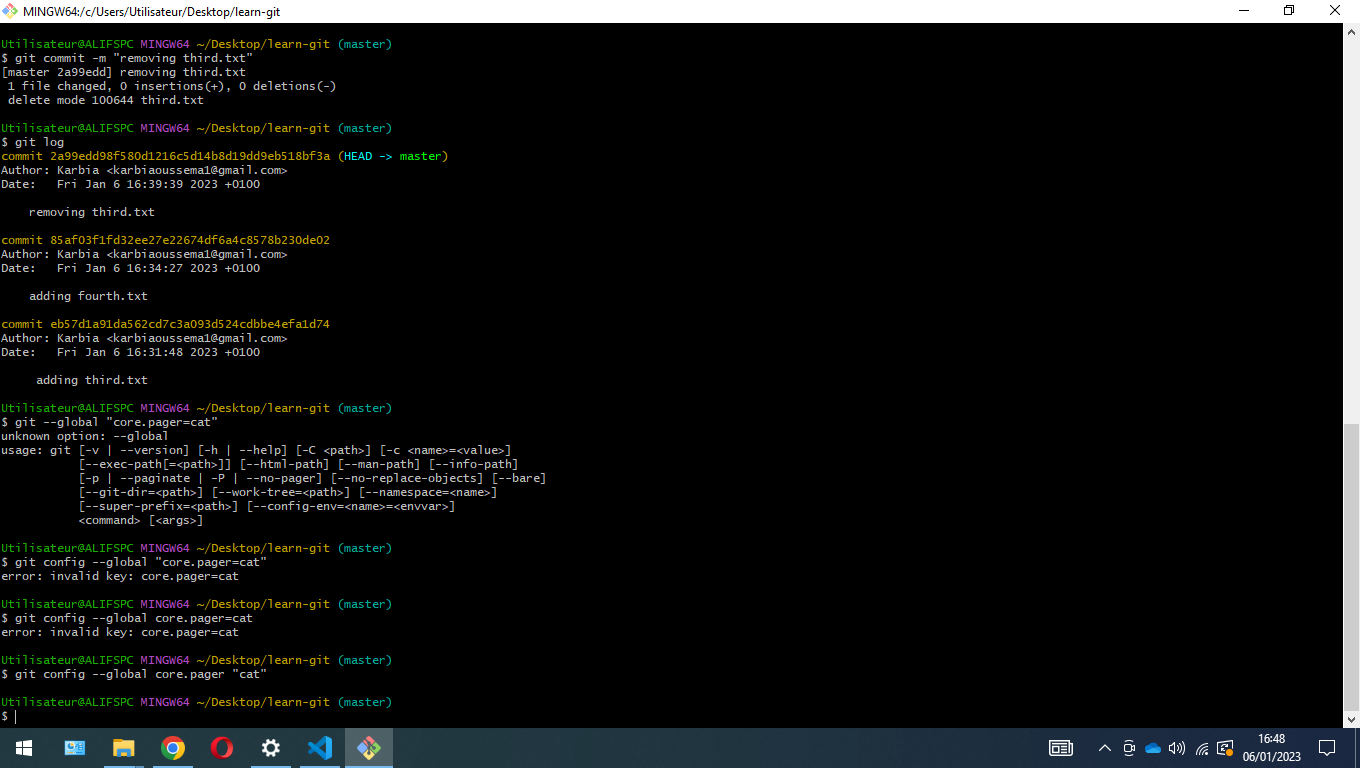 MINGW64:/c/Users/Utilisateur/Desktop/learn-git
Utilisateur@ALIFSPC MINGW64 ~/Desktop/learn-git (master)
$ git commit -m "removing third.txt"
[master 2a99edd] removing third.txt
 1 file changed, 0 insertions(+), 0 deletions(-)
 delete mode 100644 third.txt
Utilisateur@ALIFSPC MINGW64 ~/Desktop/learn-git (master)
$ git log
commit 2a99edd98f580d1216c5d14b8d19dd9eb518bf3a (HEAD -> master)
Author: Karbia <karbiaoussema1@gmail.com>
Date:   Fri Jan 6 16:39:39 2023 +0100
    removing third.txt
commit 85af03f1fd32ee27e22674df6a4c8578b230de02
Author: Karbia <karbiaoussema1@gmail.com>
Date:   Fri Jan 6 16:34:27 2023 +0100
    adding fourth.txt
commit eb57d1a91da562cd7c3a093d524cdbbe4efa1d74
Author: Karbia <karbiaoussema1@gmail.com>
Date:   Fri Jan 6 16:31:48 2023 +0100
     adding third.txt
Utilisateur@ALIFSPC MINGW64 ~/Desktop/learn-git (master)
$ git --global "core.pager=cat"
unknown option: --global
usage: git [-v | --version] [-h | --help] [-C <path>] [-c <name>=<value>]
           [--exec-path[=<path>]] [--html-path] [--man-path] [--info-path]
           [-p | --paginate | -P | --no-pager] [--no-replace-objects] [--bare]
           [--git-dir=<path>] [--work-tree=<path>] [--namespace=<name>]
           [--super-prefix=<path>] [--config-env=<name>=<envvar>]
           <command> [<args>]
Utilisateur@ALIFSPC MINGW64 ~/Desktop/learn-git (master)
$ git config --global "core.pager=cat"
error: invalid key: core.pager=cat
Utilisateur@ALIFSPC MINGW64 ~/Desktop/learn-git (master)
$ git config --global core.pager=cat
error: invalid key: core.pager=cat
Utilisateur@ALIFSPC MINGW64 ~/Desktop/learn-git (master)
$ git config --global core.pager "cat"
Utilisateur@ALIFSPC MINGW64 ~/Desktop/learn-git (master)
$
16:48
06/01/2023